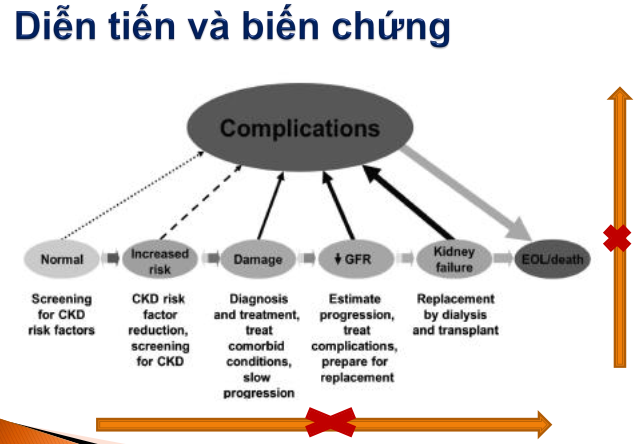 Diễn tiến và biến chứng
Complications
Normal
Increased
risk
Damage
⬇ GFR
Kidney
failure
EOL/death
Screening
for CKD
risk factors
CKD risk
factor
reduction,
screening
for CKD
Diagnosis
and treatment,
treat
comorbid
conditions,
slow
progression
Estimate
progression,
treat
complications,
prepare for
replacement
Replacement
by dialysis
and transplant